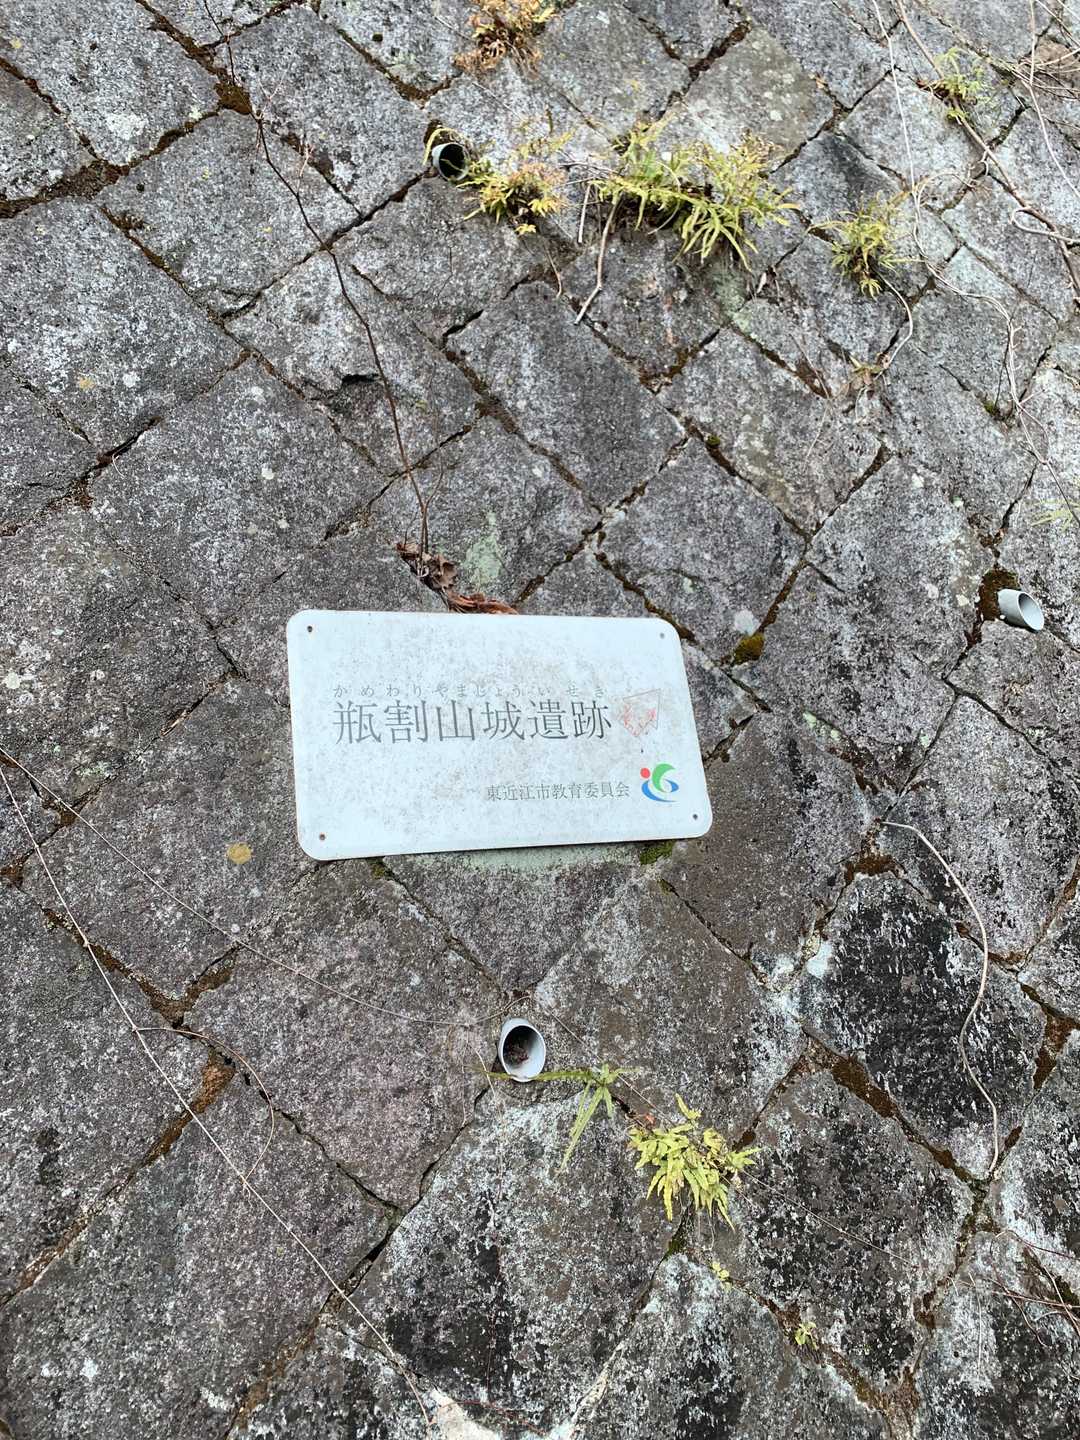 かめわりやまじょういせき
瓶割山城遺跡
東近江市教育委員会